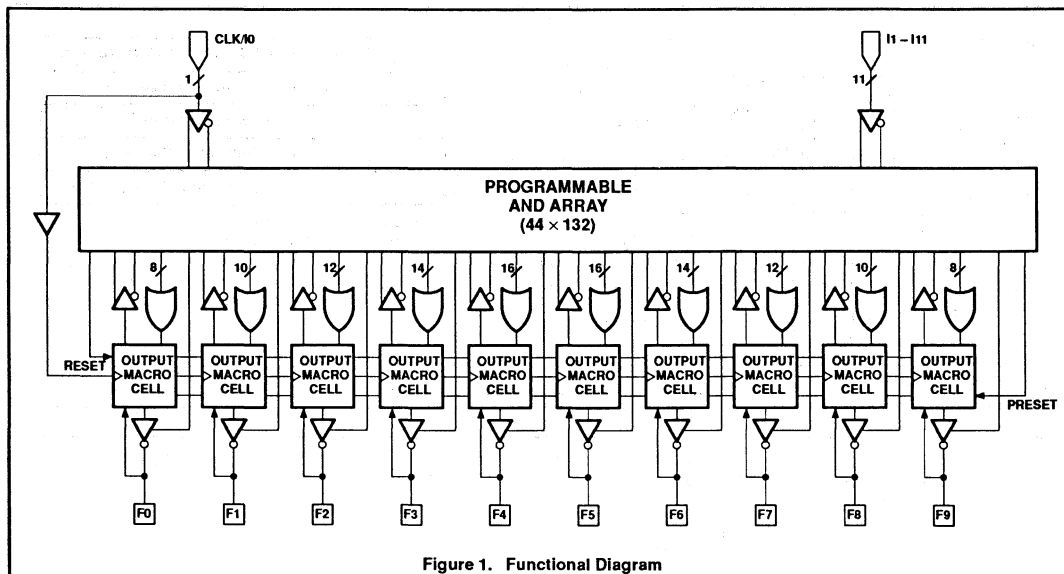 CLK/I0
I1 – I11
1
11
PROGRAMMABLE
AND ARRAY
(44 × 132)
8
10
12
14
16
16
14
12
10
8
RESET
OUTPUT
MACRO
CELL
OUTPUT
MACRO
CELL
OUTPUT
MACRO
CELL
OUTPUT
MACRO
CELL
OUTPUT
MACRO
CELL
OUTPUT
MACRO
CELL
OUTPUT
MACRO
CELL
OUTPUT
MACRO
CELL
OUTPUT
MACRO
CELL
OUTPUT
MACRO
CELL
PRESET
F0
F1
F2
F3
F4
F5
F6
F7
F8
F9
Figure 1. Functional Diagram